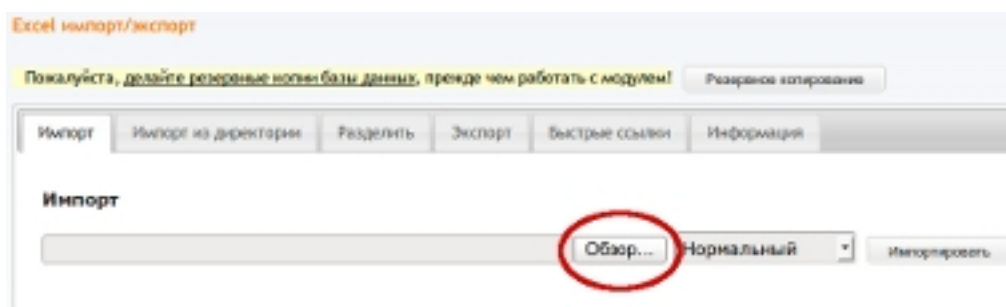 Excel импорт/экспорт
Пожалуйста, делайте резервные копии базы данных, прежде чем работать с модулем! Резервное копирование
Импорт Импорт из директории Разделить Экспорт Быстрые ссылки Информация
Импорт
Обзор... Нормальный Импортировать